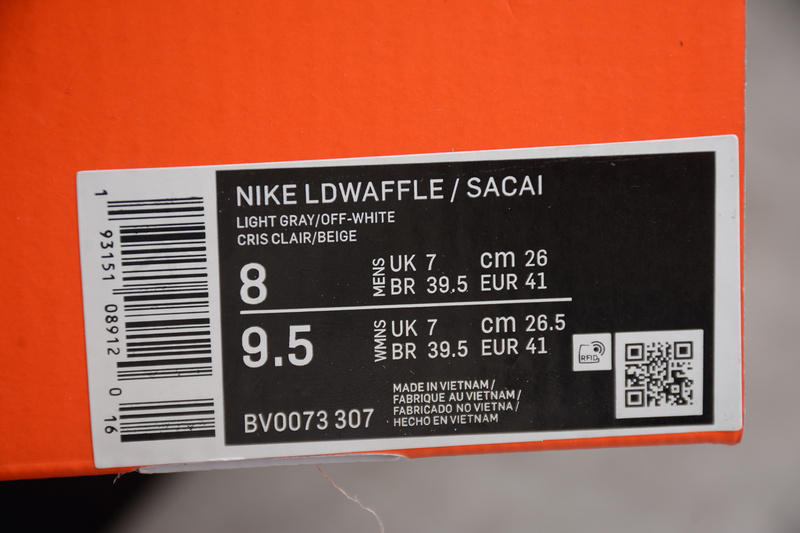 NIKE LDWAFFLE / SACAI
LIGHT GRAY/OFF-WHITE
CRIS CLAIR/BEIGE
8
MENS
UK 7 cm 26
BR 39.5 EUR 41
9.5
WMNS
UK 7 cm 26.5
BR 39.5 EUR 41
RFID
BV0073 307
MADE IN VIETNAM /
FABRIQUE AU VIETNAM /
FABRICADO NO VIETNA /
HECHO EN VIETNAM
1 93151 08912 0 16